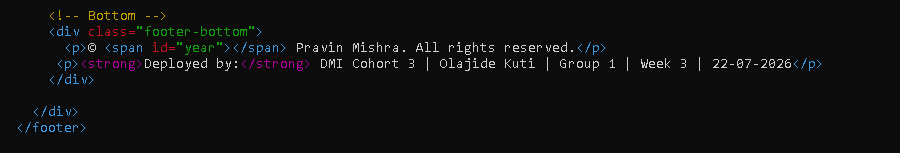 <!-- Bottom -->
<div class="footer-bottom">
<p>© <span id="year"></span> Pravin Mishra. All rights reserved.</p>
<p><strong>Deployed by:</strong> DMI Cohort 3 | Olajide Kuti | Group 1 | Week 3 | 22-07-2026</p>
</div>
</div>
</footer>